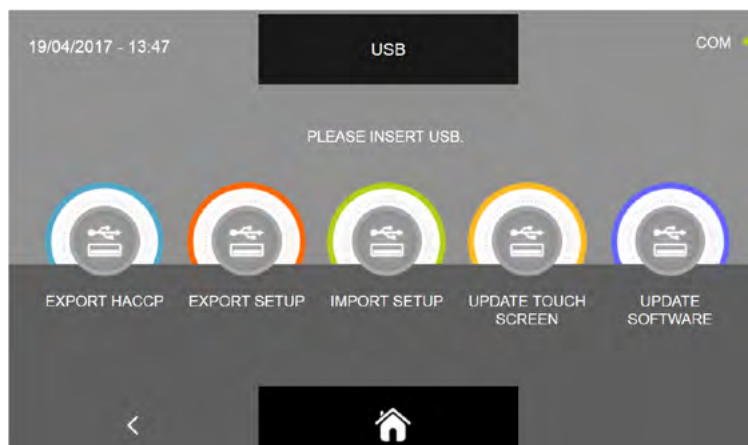 19/04/2017 - 13:47
USB
COM
PLEASE INSERT USB.
EXPORT HACCP
EXPORT SETUP
IMPORT SETUP
UPDATE TOUCH
SCREEN
UPDATE
SOFTWARE